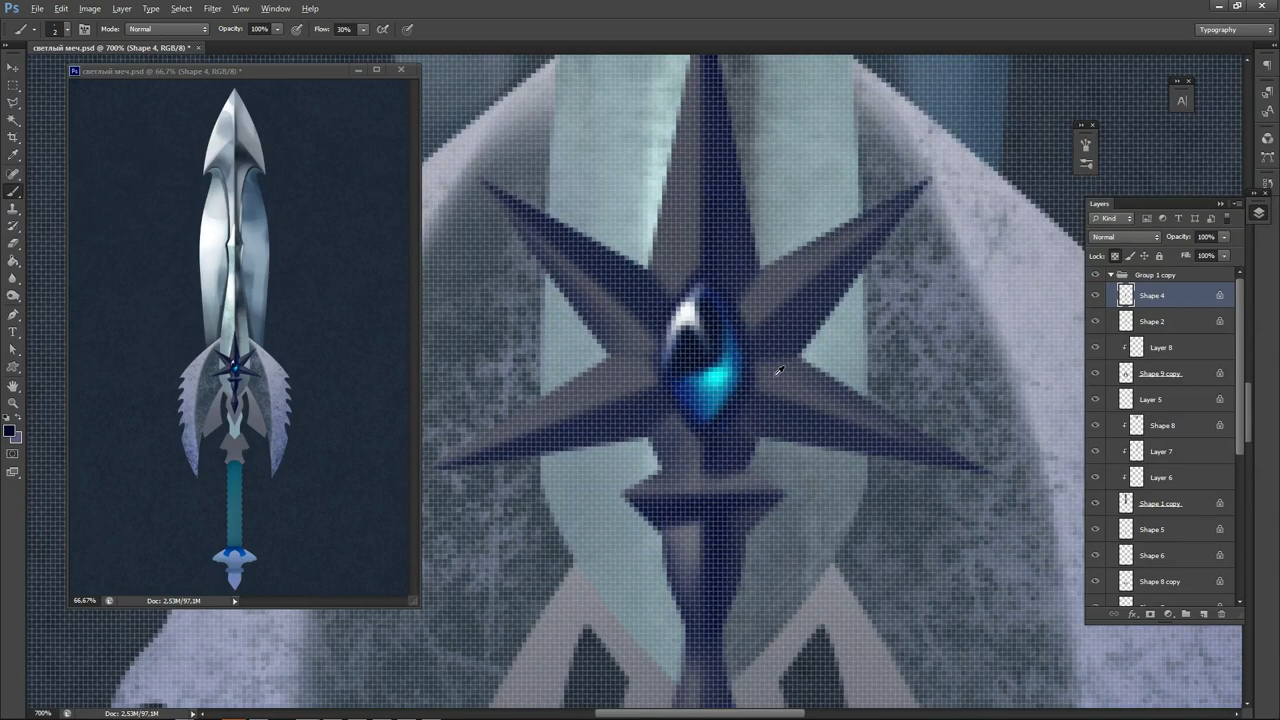 Ps File Edit Image Layer Type Select Filter View Window Help
2 Mode: Normal Opacity: 100% Flow: 30% Typography
светлый меч.psd @ 700% (Shape 4, RGB/8) * ×
Ps светлый меч.psd @ 66,7% (Shape 4, RGB/8) *
A|
Layers
Kind
Normal Opacity: 100%
Lock: Fill: 100%
Group 1 copy
Shape 4
Shape 2
Layer 8
Shape 9 copy
Layer 5
Shape 8
Layer 7
Layer 6
Shape 1 copy
Shape 5
Shape 6
Shape 8 copy
fx
66,67% Doc: 2,53M/97,1M
700% Doc: 2,53M/97,1M